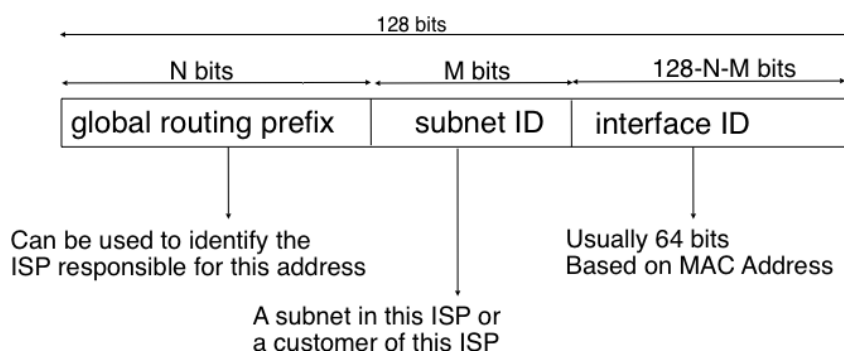 128 bits
N bits
M bits
128-N-M bits
global routing prefix
subnet ID
interface ID
Can be used to identify the
ISP responsible for this address
Usually 64 bits
Based on MAC Address
A subnet in this ISP or
a customer of this ISP